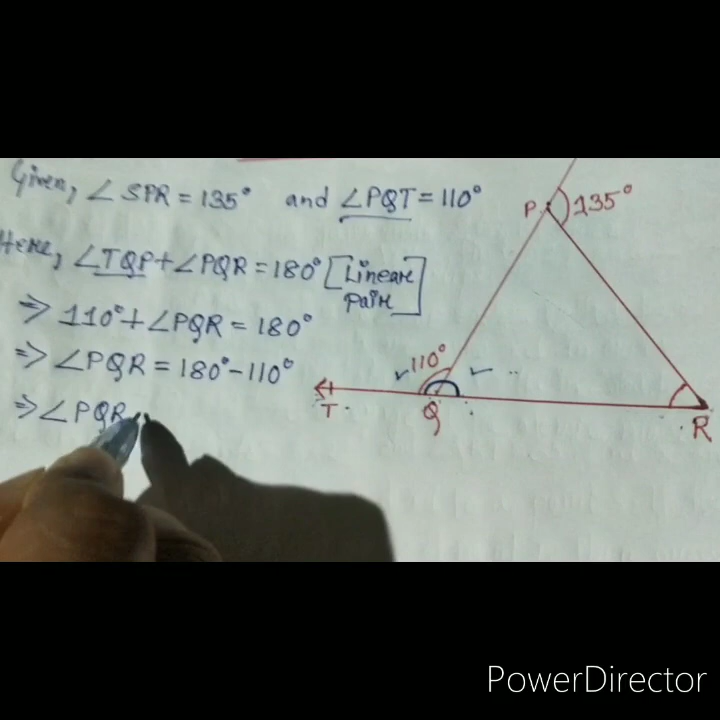 Given, ∠SPR = 135° and ∠PQT = 110°
Here, ∠TQP + ∠PQR = 180° [Linear pair]
⇒ 110° + ∠PQR = 180°
⇒ ∠PQR = 180° - 110°
⇒ ∠PQR
P 135°
110°
T Q R
PowerDirector